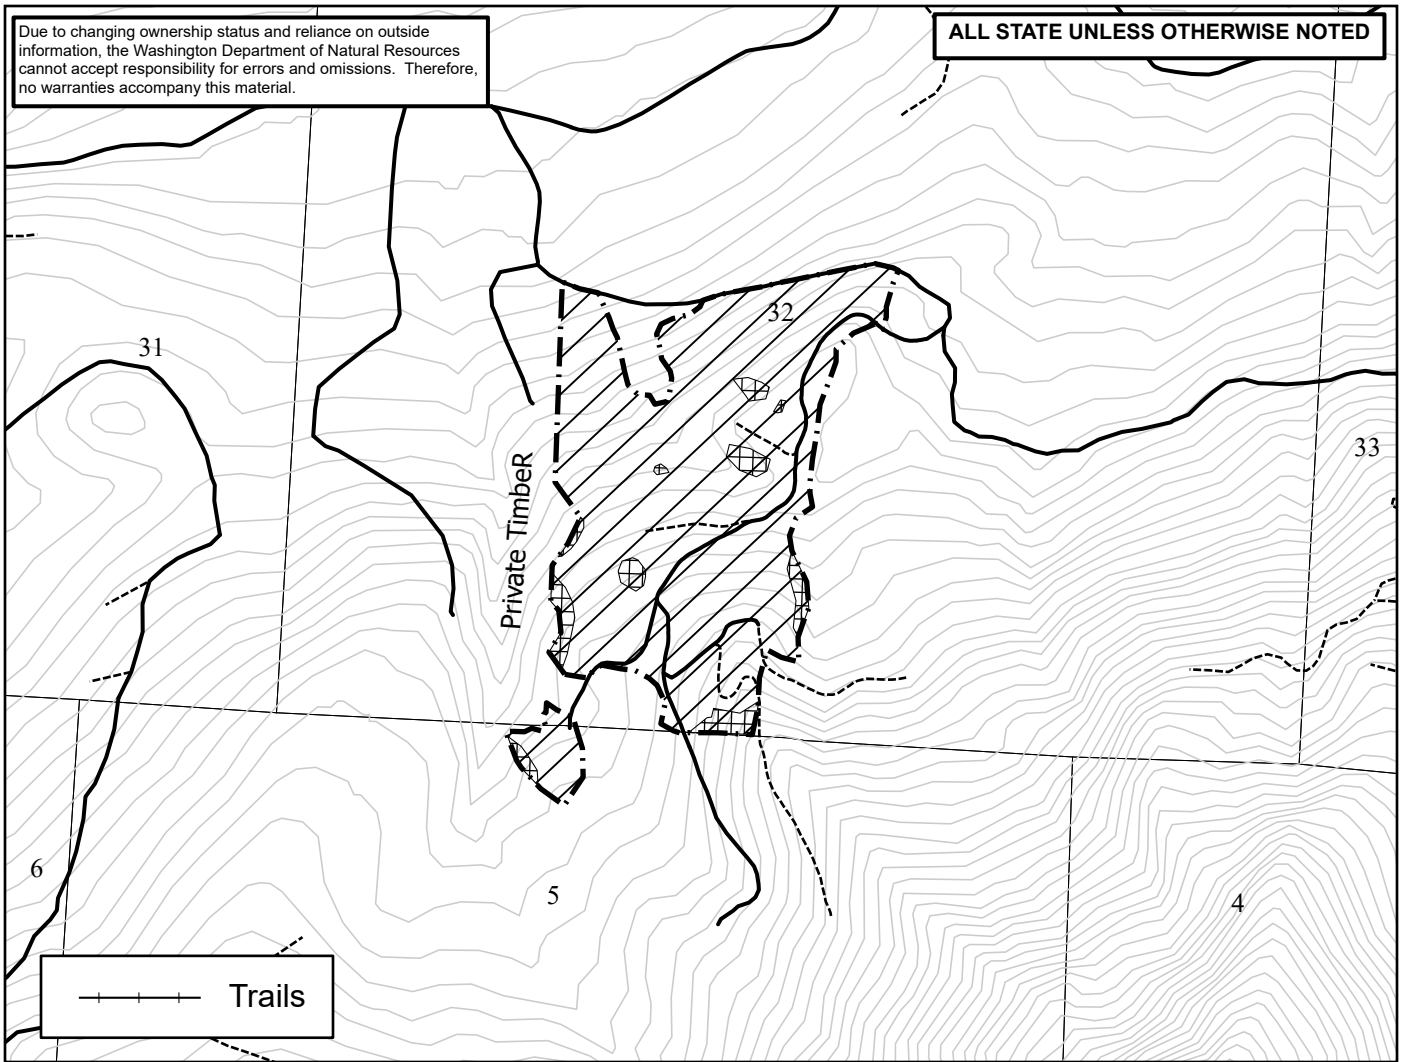 Due to changing ownership status and reliance on outside
information, the Washington Department of Natural Resources
cannot accept responsibility for errors and omissions. Therefore,
no warranties accompany this material.
ALL STATE UNLESS OTHERWISE NOTED
32
31
33
Private TimbeR
6
5
4
Trails